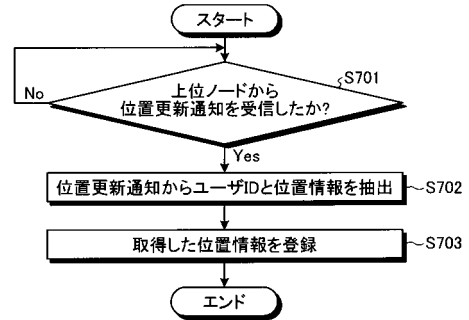 スタート
上位ノードから
位置更新通知を受信したか?
S701
No
Yes
位置更新通知からユーザIDと位置情報を抽出
S702
取得した位置情報を登録
S703
エンド